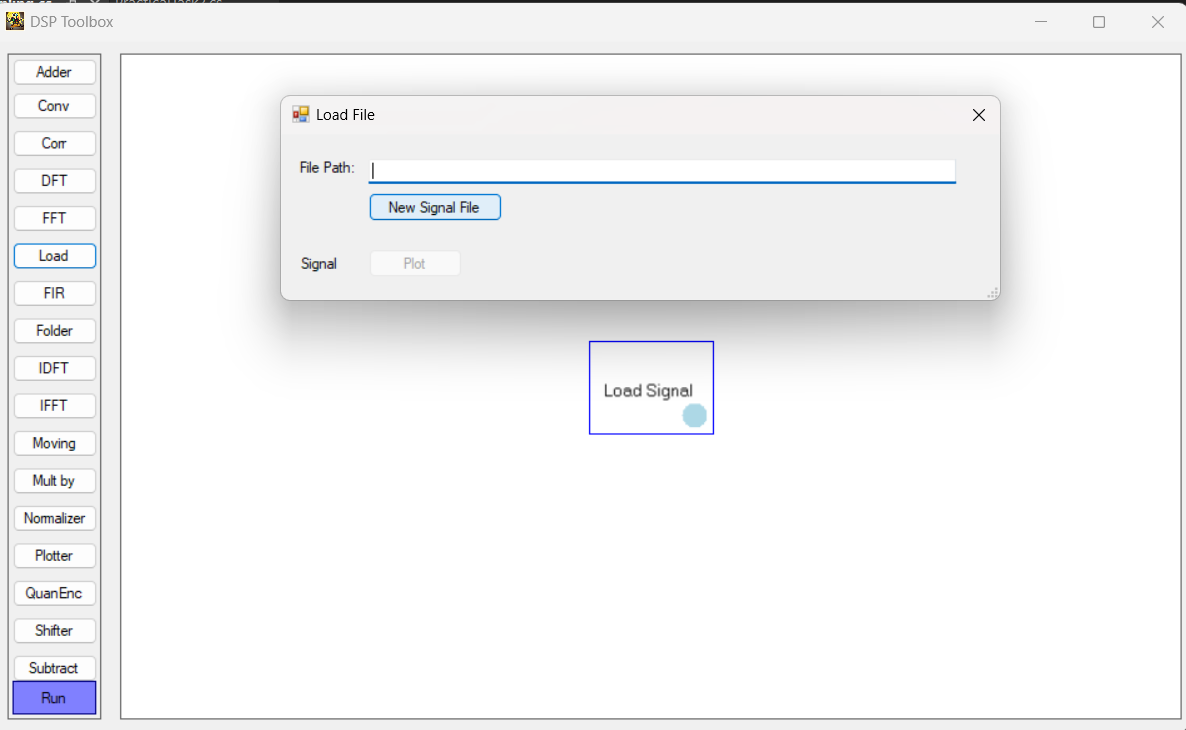 DSP Toolbox
Adder
Conv
Corr
DFT
FFT
Load
FIR
Folder
IDFT
IFFT
Moving
Mult by
Normalizer
Plotter
QuanEnc
Shifter
Subtract
Run
Load File
File Path:
New Signal File
Signal Plot
Load Signal